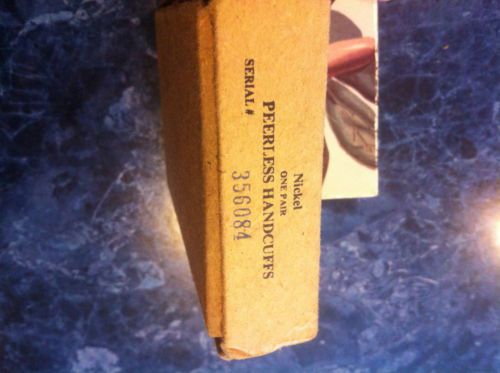 Nickel
ONE PAIR
PEERLESS HANDCUFFS
SERIAL # 356084